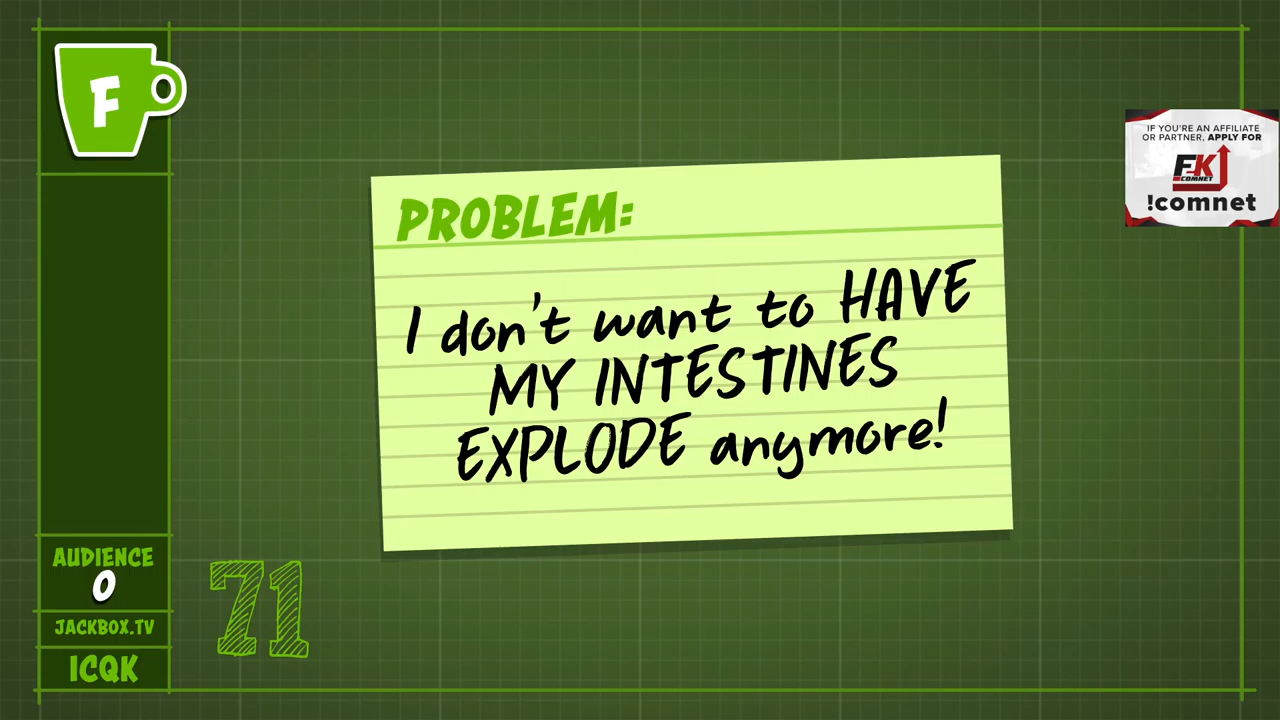 F
IF YOU'RE AN AFFILIATE
OR PARTNER, APPLY FOR
FK
COMNET
!comnet
PROBLEM:
I don't want to HAVE
MY INTESTINES
EXPLODE anymore!
AUDIENCE
0
JACKBOX.TV
ICQK
71